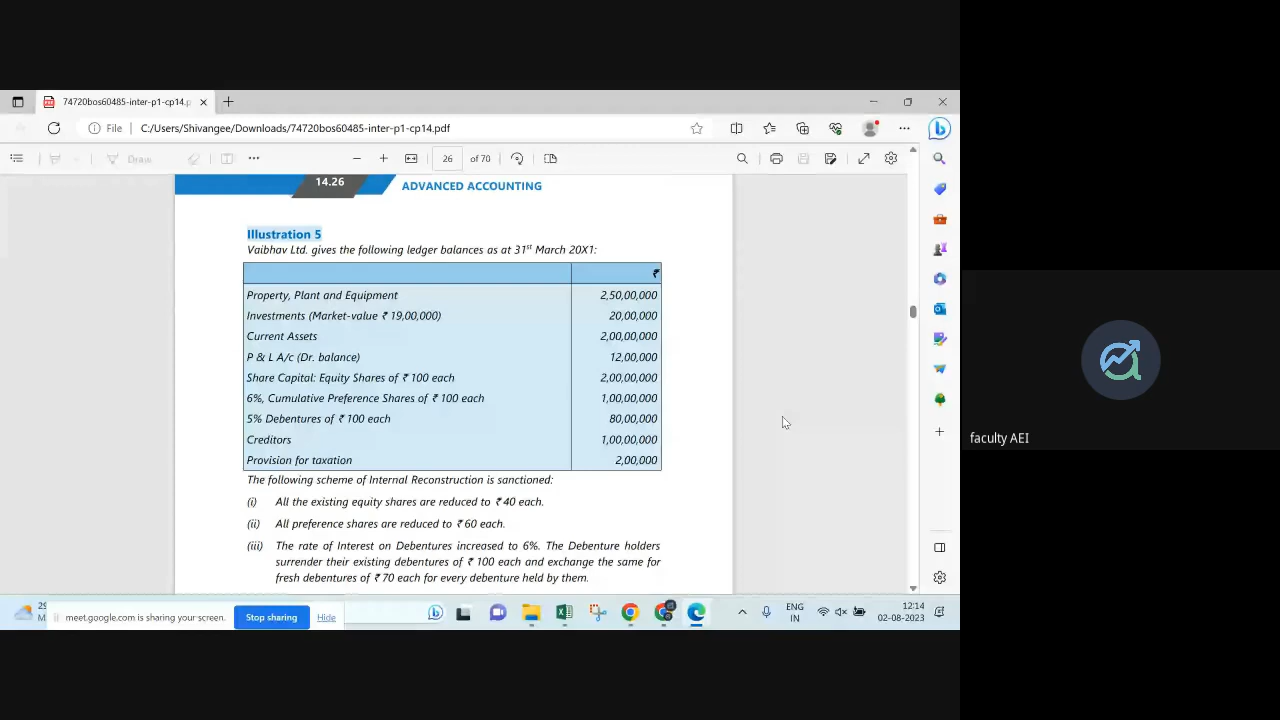 74720bos60485-inter-p1-cp14.p
File
C:/Users/Shivangee/Downloads/74720bos60485-inter-p1-cp14.pdf
Draw
26 of 70
14.26 ADVANCED ACCOUNTING
Illustration 5
Vaibhav Ltd. gives the following ledger balances as at 31st March 20X1:
₹
Property, Plant and Equipment 2,50,00,000
Investments (Market-value ₹ 19,00,000) 20,00,000
Current Assets 2,00,00,000
P & L A/c (Dr. balance) 12,00,000
Share Capital: Equity Shares of ₹ 100 each 2,00,00,000
6%, Cumulative Preference Shares of ₹ 100 each 1,00,00,000
5% Debentures of ₹ 100 each 80,00,000
Creditors 1,00,00,000
Provision for taxation 2,00,000
The following scheme of Internal Reconstruction is sanctioned:
(i) All the existing equity shares are reduced to ₹ 40 each.
(ii) All preference shares are reduced to ₹ 60 each.
(iii) The rate of Interest on Debentures increased to 6%. The Debenture holders
surrender their existing debentures of ₹ 100 each and exchange the same for
fresh debentures of ₹ 70 each for every debenture held by them.
faculty AEI
meet.google.com is sharing your screen.
Stop sharing
Hide
ENG
IN
12:14
02-08-2023